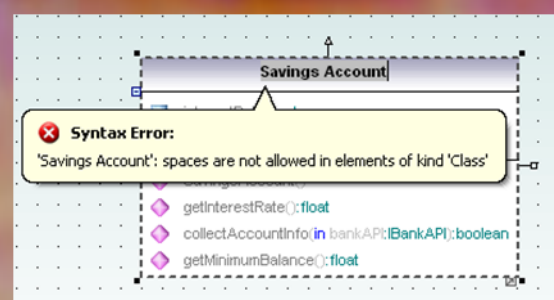 Savings Account
Syntax Error:
'Savings Account': spaces are not allowed in elements of kind 'Class'
getInterestRate():float
collectAccountInfo(in bankAPI:IBankAPI):boolean
getMinimumBalance():float